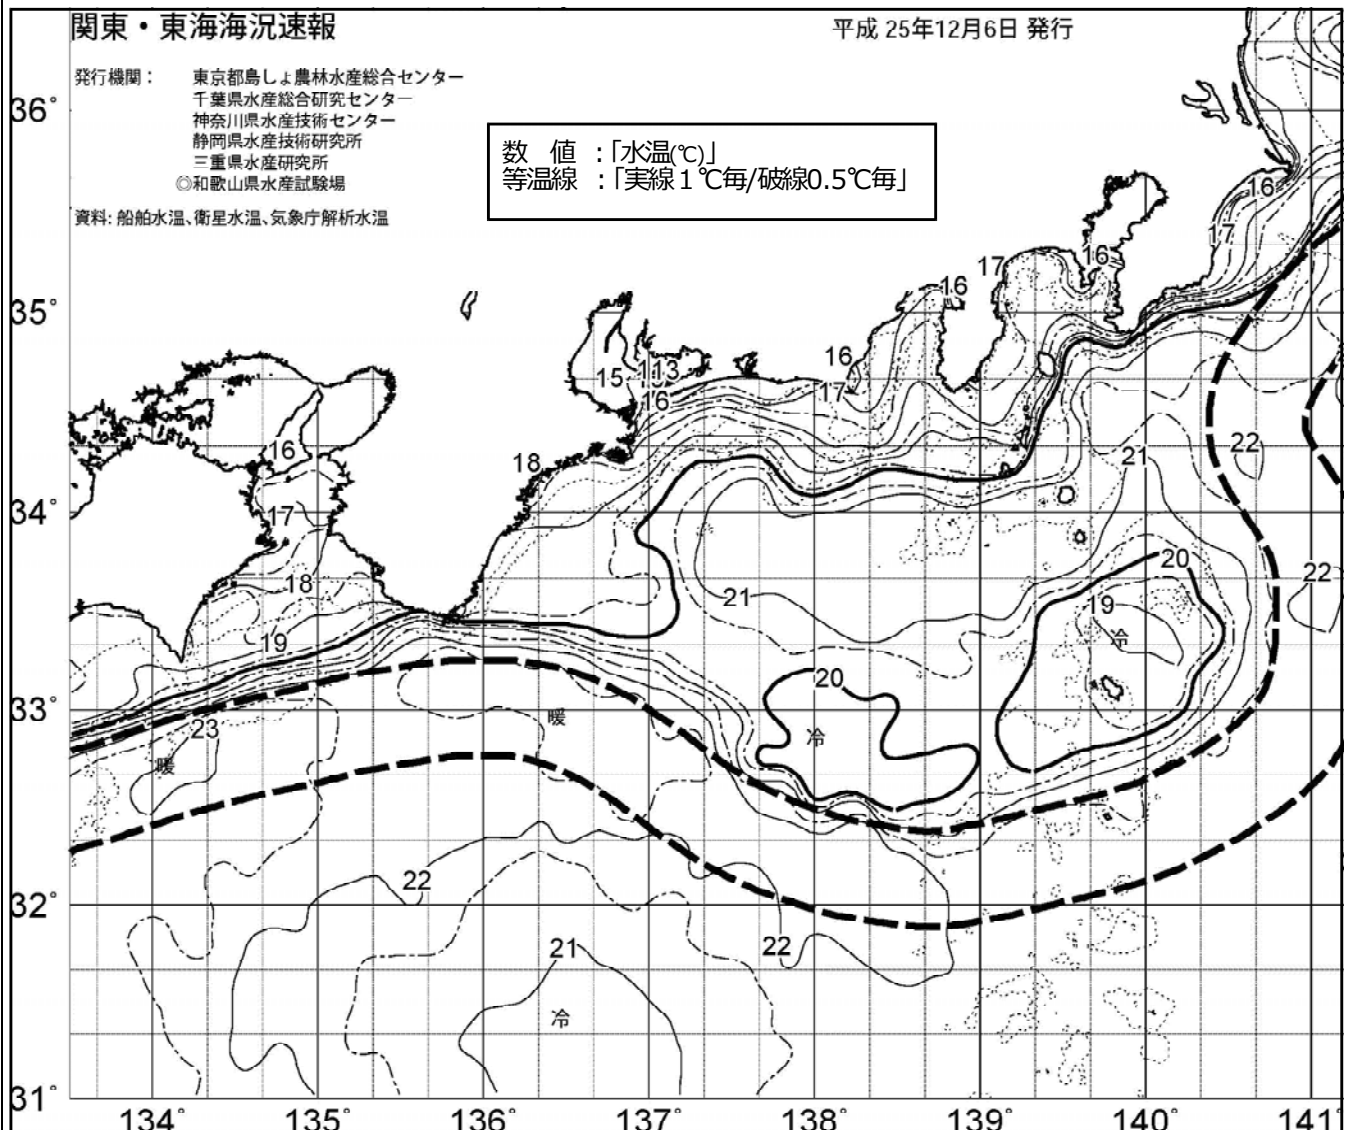 関東・東海海況速報
平成 25年12月6日 発行
発行機関： 東京都島しょ農林水産総合センター
千葉県水産総合研究センター
神奈川県水産技術センター
静岡県水産技術研究所
三重県水産研究所
◎和歌山県水産試験場
資料: 船舶水温、衛星水温、気象庁解析水温
数 値 ：「水温(℃)」
等温線 ：「実線１℃毎/破線0.5℃毎」
36°
16
17
16
17
16
35°
16
13
15
17
16
22
21
16
18
34°
17
20
22
18
21
19
冷
19
20
33°
23
暖
冷
暖
22
32°
22
21
冷
31°
134° 135° 136° 137° 138° 139° 140° 141°